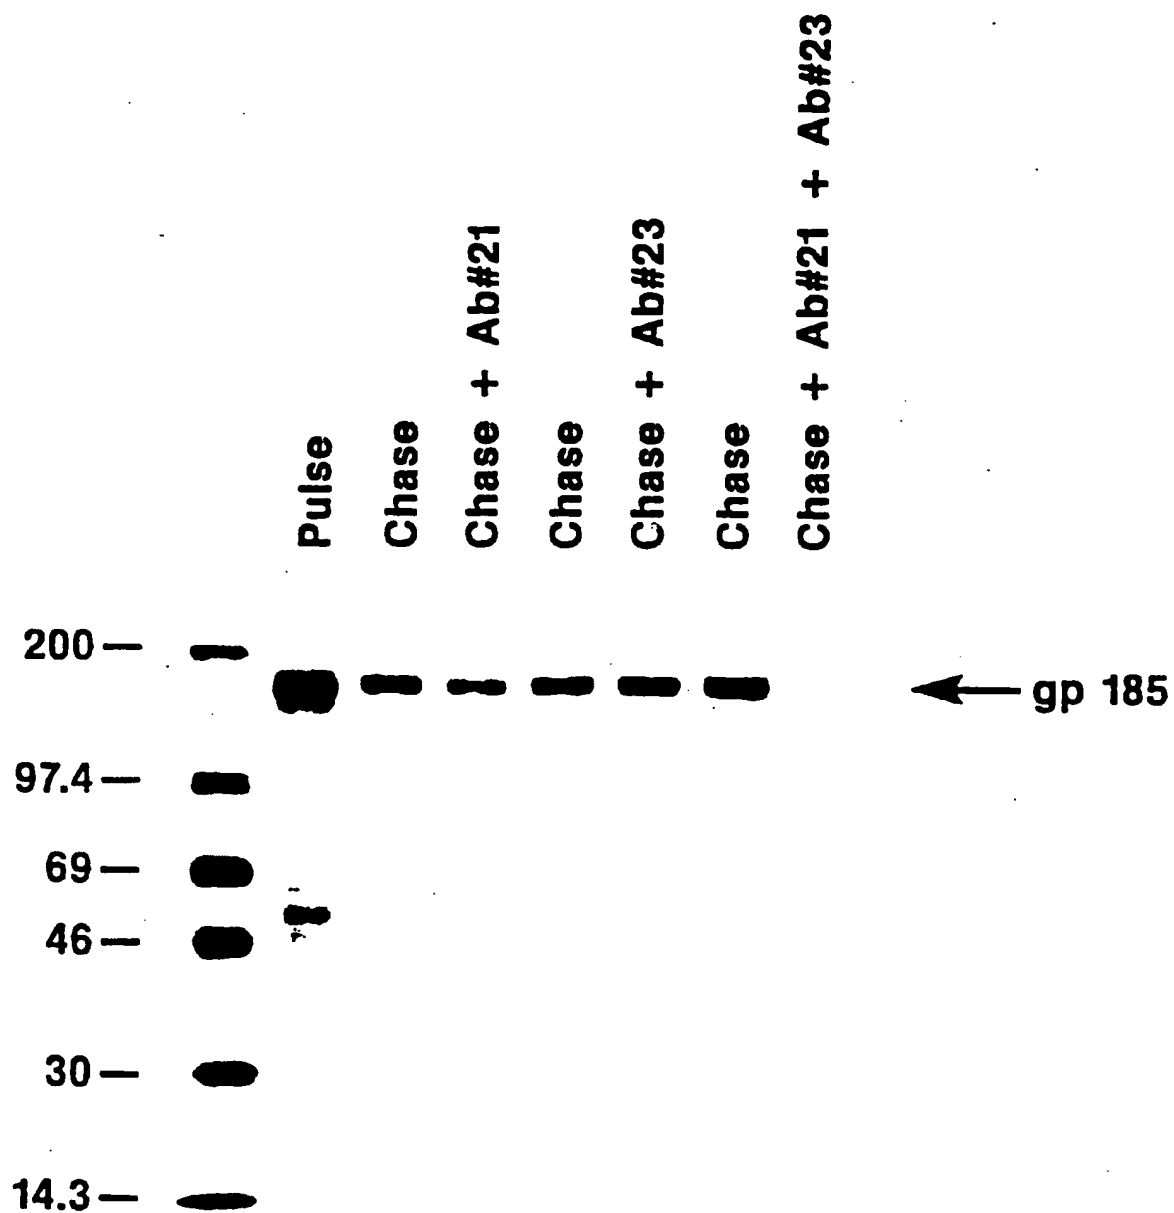 Pulse
Chase
Chase + Ab#21
Chase
Chase + Ab#23
Chase
Chase + Ab#21 + Ab#23
200
gp 185
97.4
69
46
30
14.3